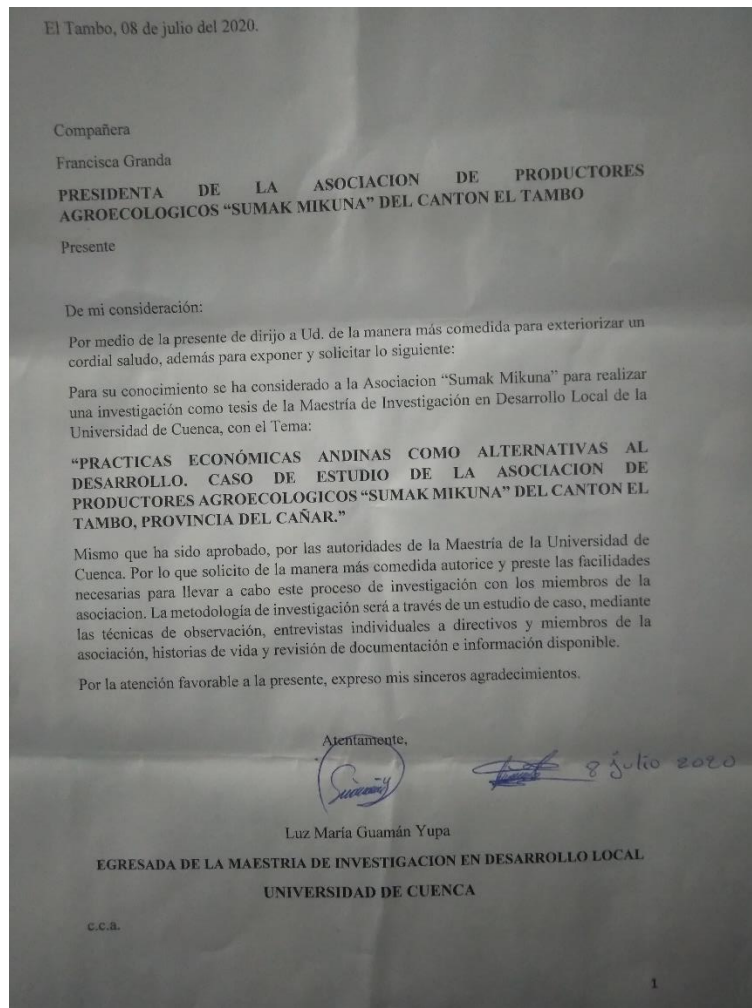 El Tambo, 08 de julio del 2020.
Compañera
Francisca Granda
PRESIDENTA DE LA ASOCIACION DE PRODUCTORES
AGROECOLOGICOS “SUMAK MIKUNA” DEL CANTON EL TAMBO
Presente
De mi consideración:
Por medio de la presente de dirijo a Ud. de la manera más comedida para exteriorizar un
cordial saludo, además para exponer y solicitar lo siguiente:
Para su conocimiento se ha considerado a la Asociacion “Sumak Mikuna” para realizar
una investigación como tesis de la Maestría de Investigación en Desarrollo Local de la
Universidad de Cuenca, con el Tema:
“PRACTICAS ECONÓMICAS ANDINAS COMO ALTERNATIVAS AL
DESARROLLO. CASO DE ESTUDIO DE LA ASOCIACION DE
PRODUCTORES AGROECOLOGICOS “SUMAK MIKUNA” DEL CANTON EL
TAMBO, PROVINCIA DEL CAÑAR.”
Mismo que ha sido aprobado, por las autoridades de la Maestría de la Universidad de
Cuenca. Por lo que solicito de la manera más comedida autorice y preste las facilidades
necesarias para llevar a cabo este proceso de investigación con los miembros de la
asociacion. La metodología de investigación será a través de un estudio de caso, mediante
las técnicas de observación, entrevistas individuales a directivos y miembros de la
asociación, historias de vida y revisión de documentación e información disponible.
Por la atención favorable a la presente, expreso mis sinceros agradecimientos.
Atentamente,
8 julio 2020
Luz María Guamán Yupa
EGRESADA DE LA MAESTRIA DE INVESTIGACION EN DESARROLLO LOCAL
UNIVERSIDAD DE CUENCA
c.c.a.
1